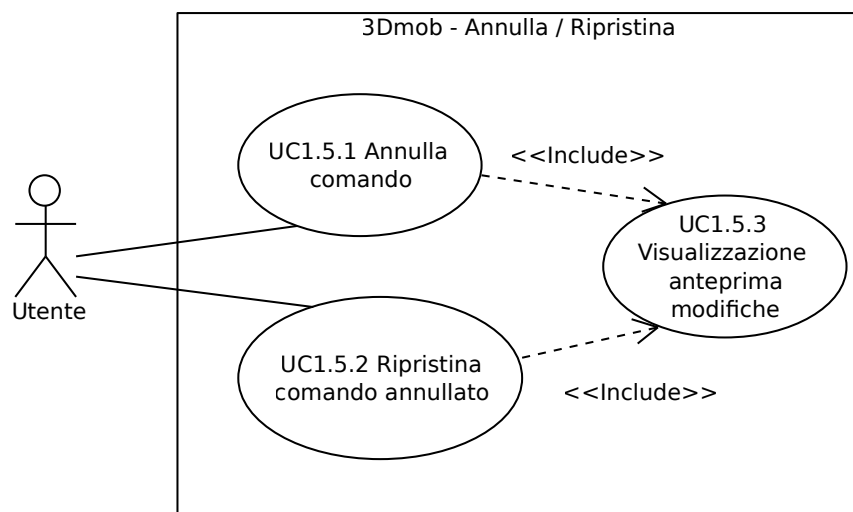 3Dmob - Annulla / Ripristina
UC1.5.1 Annulla
comando
<<Include>>
UC1.5.3
Visualizzazione
anteprima
modifiche
Utente
UC1.5.2 Ripristina
comando annullato
<<Include>>